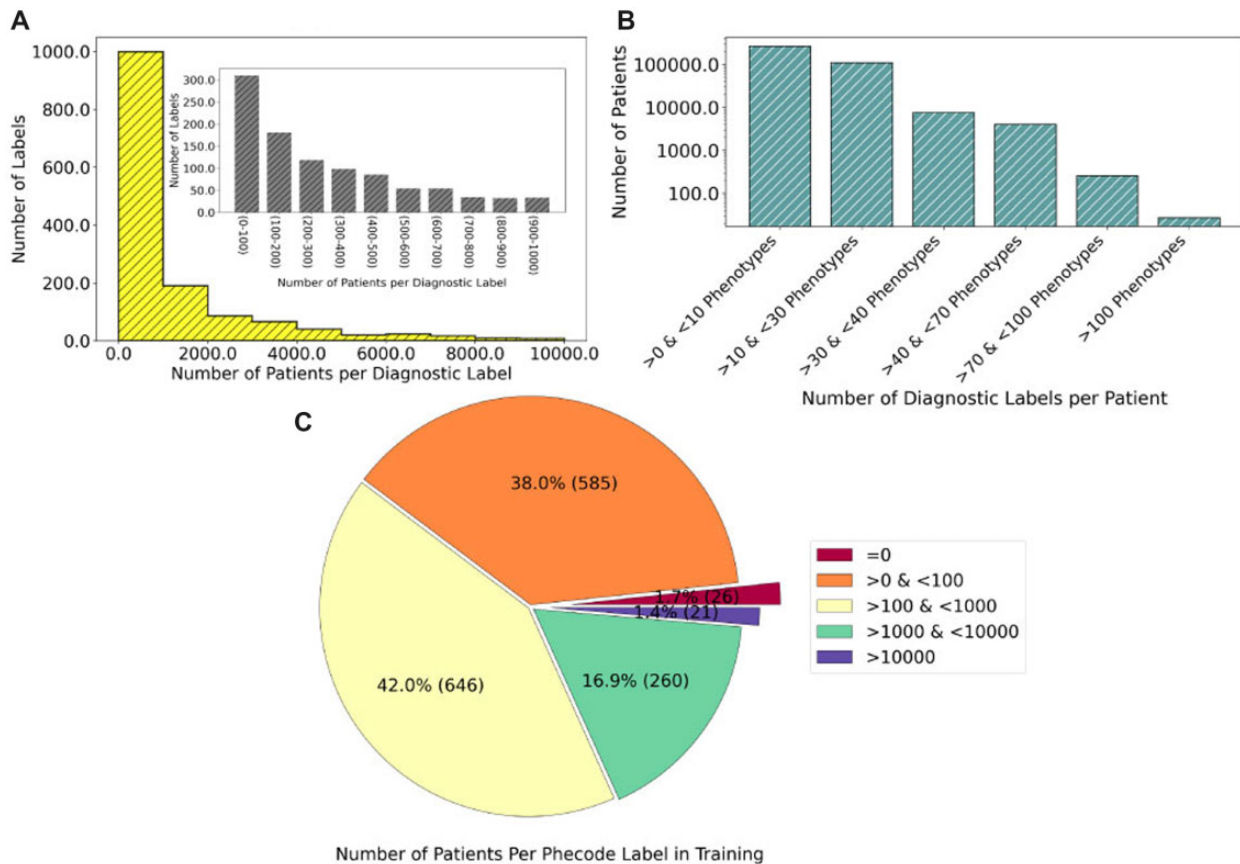 A
1000.0
800.0
600.0
400.0
200.0
0.0
Number of Labels
0.0
2000.0
4000.0
6000.0
8000.0
10000.0
Number of Patients per Diagnostic Label
300.0
250.0
200.0
150.0
100.0
50.0
0.0
Number of Labels
(0-100)
(100-200)
(200-300)
(300-400)
(400-500)
(500-600)
(600-700)
(700-800)
(800-900)
(900-1000)
Number of Patients per Diagnostic Label
B
100000.0
10000.0
1000.0
100.0
Number of Patients
>0 & <10 Phenotypes
>10 & <30 Phenotypes
>30 & <40 Phenotypes
>40 & <70 Phenotypes
>70 & <100 Phenotypes
>100 Phenotypes
Number of Diagnostic Labels per Patient
C
38.0% (585)
1.7% (26)
1.4% (21)
42.0% (646)
16.9% (260)
=0
>0 & <100
>100 & <1000
>1000 & <10000
>10000
Number of Patients Per Phecode Label in Training